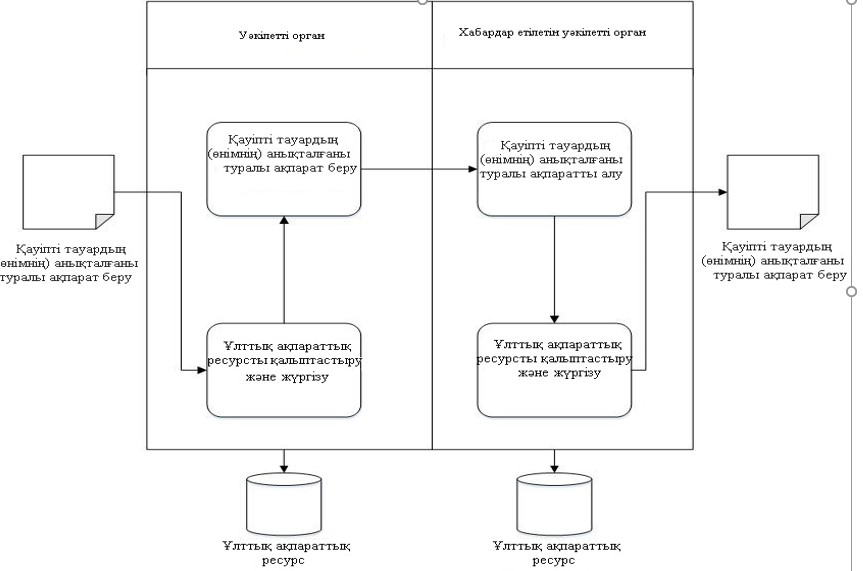 Уәкілетті орган
Хабардар етілетін уәкілетті орган
Қауіпті тауардың
(өнімнің) анықталғаны
туралы ақпарат беру
Қауіпті тауардың
(өнімнің) анықталғаны
туралы ақпаратты алу
Қауіпті тауардың
өнімнің) анықталғаны
туралы ақпарат беру
Қауіпті тауардың
(өнімнің) анықталғаны
туралы ақпарат беру
Ұлттық ақпараттық
ресурсты қалыптастыру
және жүргізу
Ұлттық ақпараттық
ресурсты қалыптастыру
және жүргізу
Ұлттық ақпараттық
ресурс
Ұлттық ақпараттық
ресурс